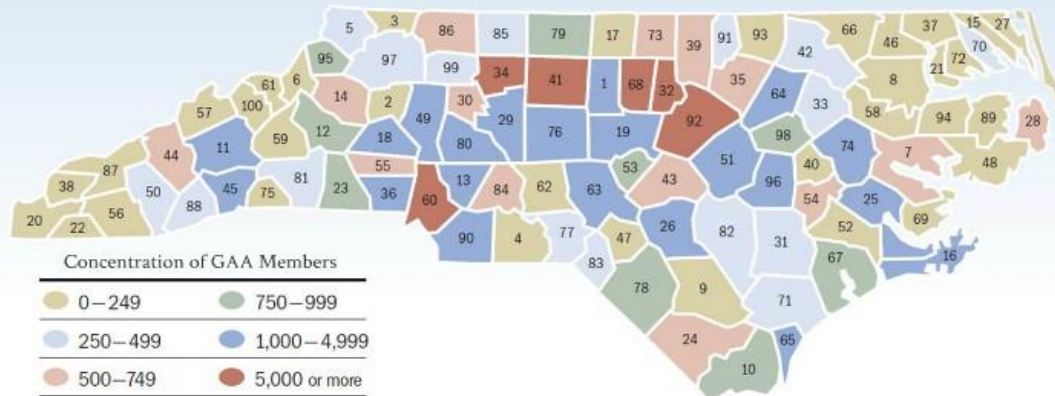 5 3 86 85 79 17 73 39 91 93 42 66 46 37 15 27
95 97 99 34 41 1 68 32 35 64 33 8 21 72 70
57 100 61 6 14 2 49 30 29 76 19 92 98 58 94 89 28
87 44 11 59 12 18 80 53 43 51 96 40 74 7 48
38 50 45 75 81 23 55 36 60 13 84 62 63 26 82 54 25 69
20 22 56 88 90 4 77 83 47 31 52 67 16
78 9 71
24 65
10
Concentration of GAA Members
0–249 750–999
250–499 1,000–4,999
500–749 5,000 or more